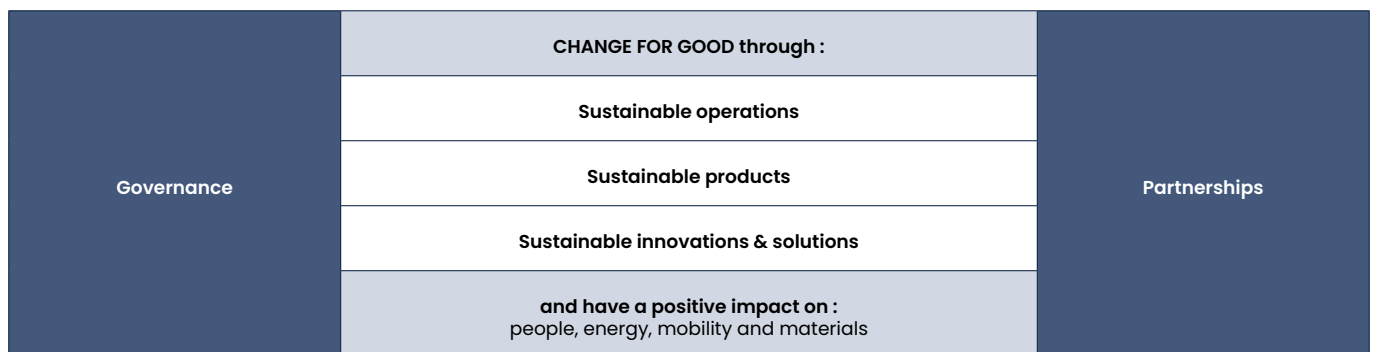 CHANGE FOR GOOD through :
Sustainable operations
Sustainable products
Governance
Partnerships
Sustainable innovations & solutions
and have a positive impact on :
people, energy, mobility and materials